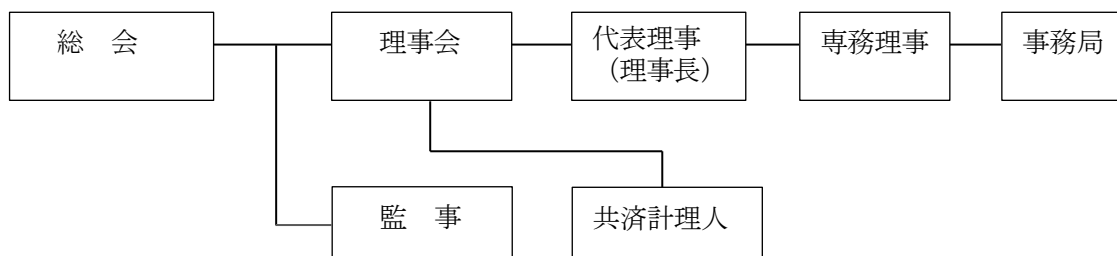 総　会
理事会
代表理事
（理事長）
専務理事
事務局
監　事
共済計理人